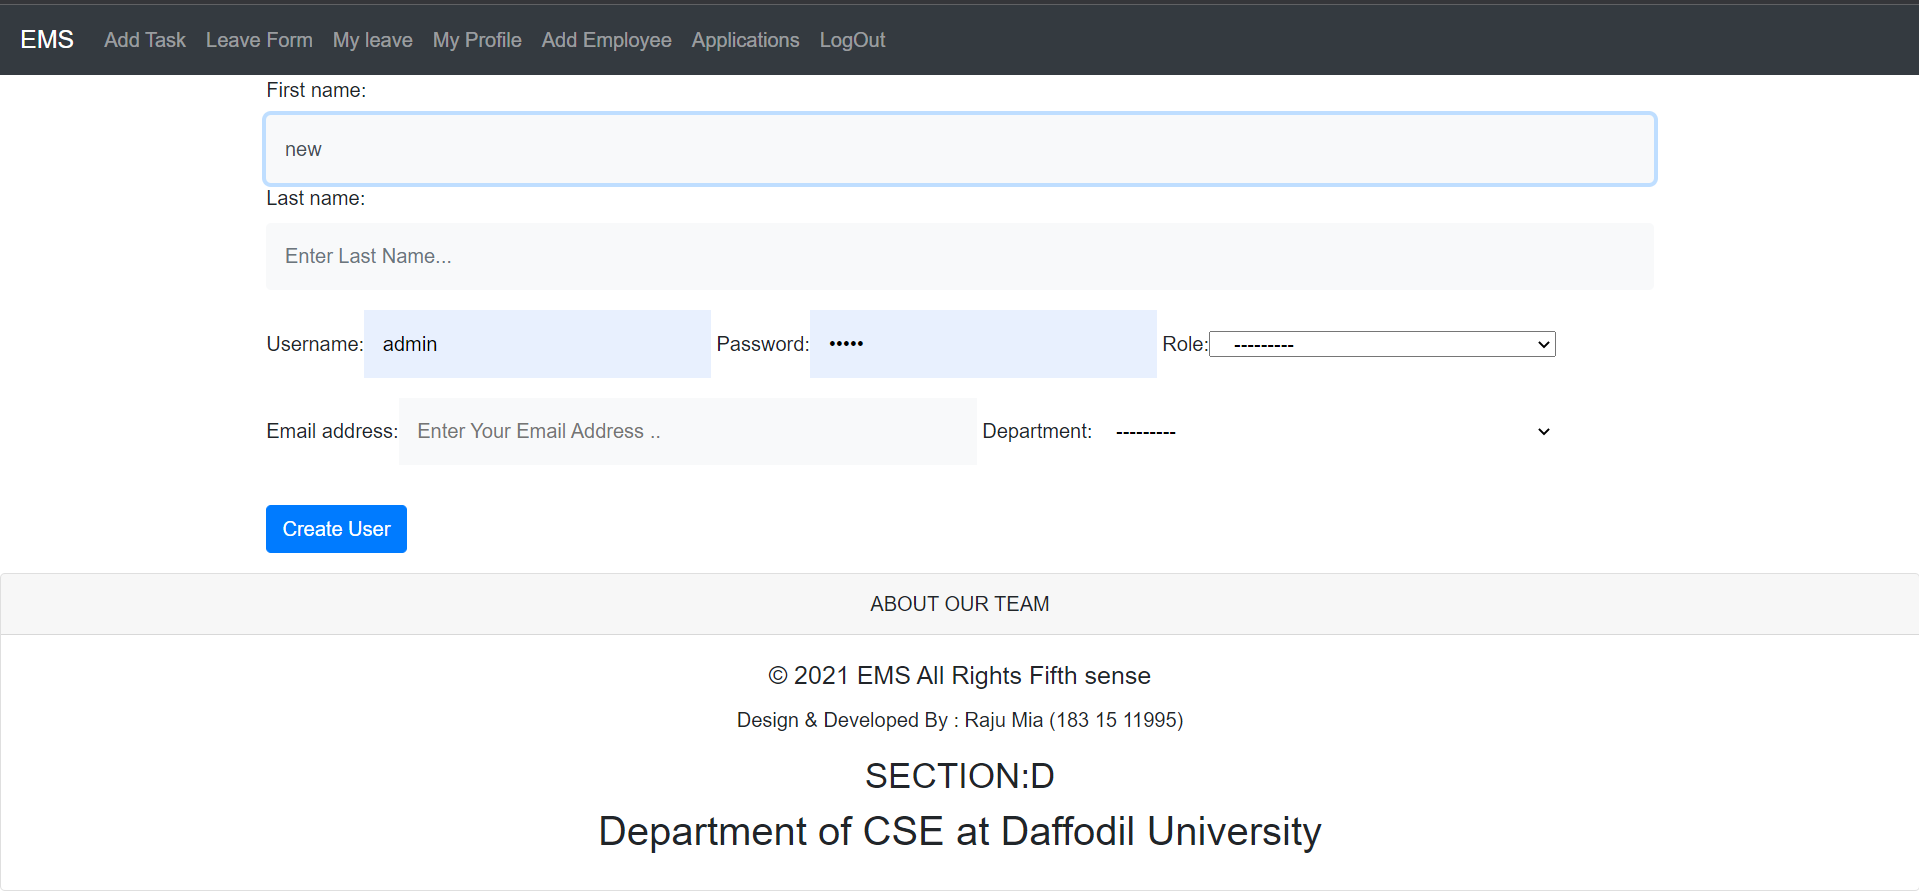 EMS Add Task Leave Form My leave My Profile Add Employee Applications LogOut
First name:
new
Last name:
Enter Last Name...
Username: admin Password: ••••• Role: ---------
Email address: Enter Your Email Address .. Department: ---------
Create User
ABOUT OUR TEAM
© 2021 EMS All Rights Fifth sense
Design & Developed By : Raju Mia (183 15 11995)
SECTION:D
Department of CSE at Daffodil University